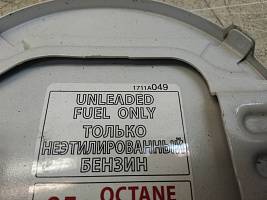 1711A049
UNLEADED
FUEL ONLY
ТОЛЬКО
НЕЭТИЛИРОВАННЫЙ
БЕНЗИН
OCTANE